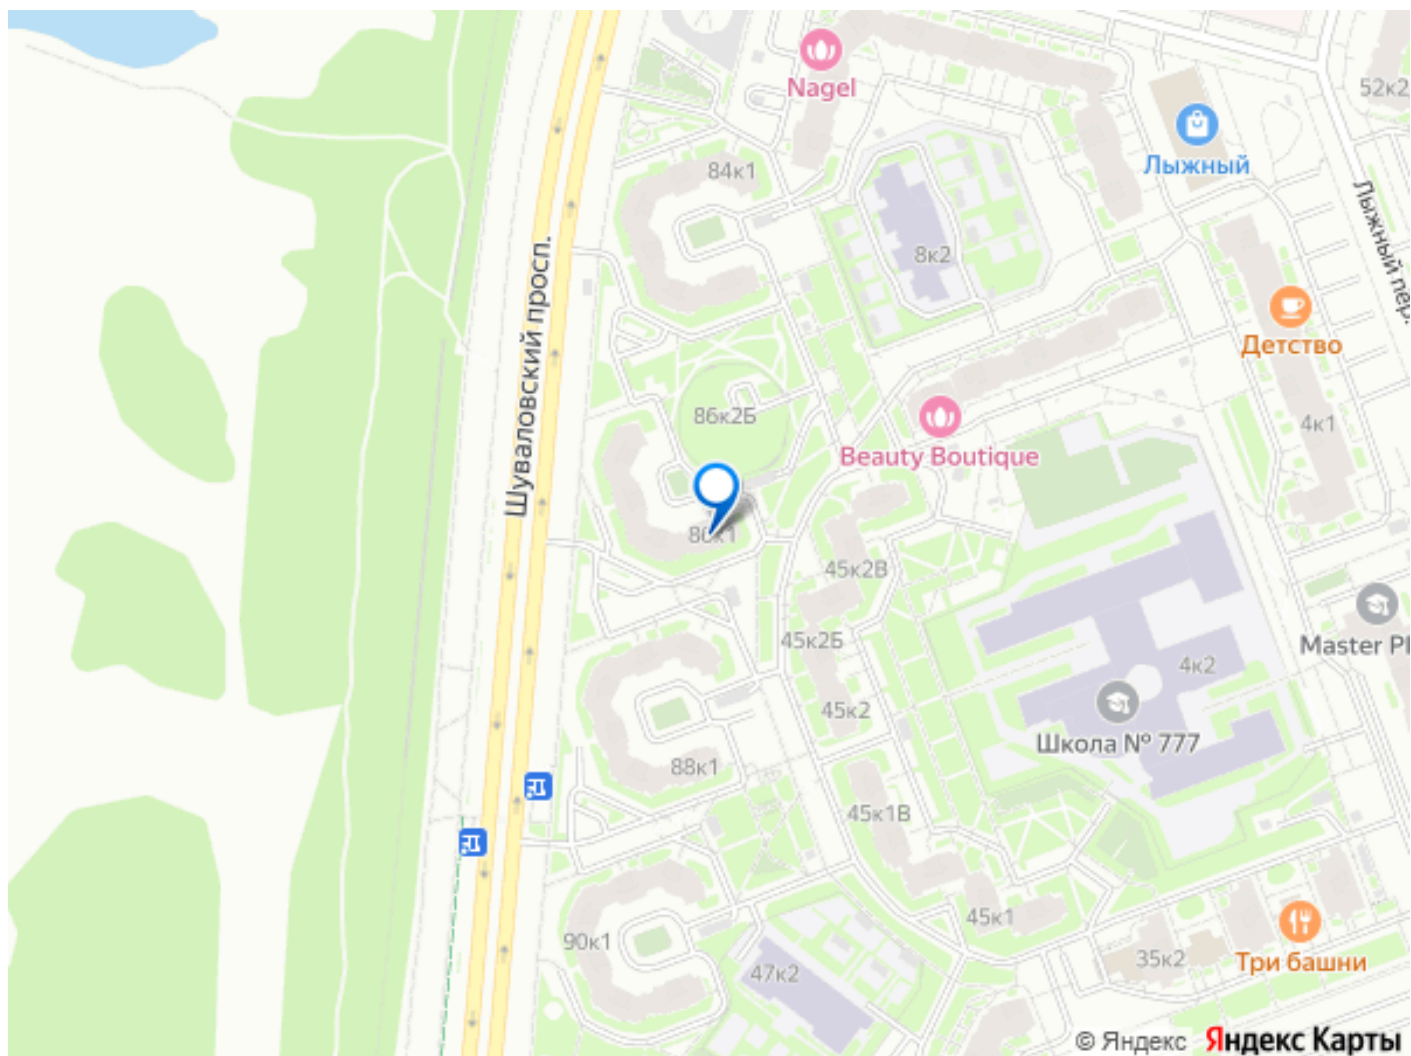 Nagel
52к2
84к1
Лыжный
Лыжный пер.
8к2
Шуваловский просп.
Детство
86к2Б
4к1
Beauty Boutique
45к2В
Master Pl
45к2Б
4к2
45к2
Школа № 777
88к1
45к1В
45к1
90к1
35к2
Три башни
47к2
© Яндекс Яндекс Карты